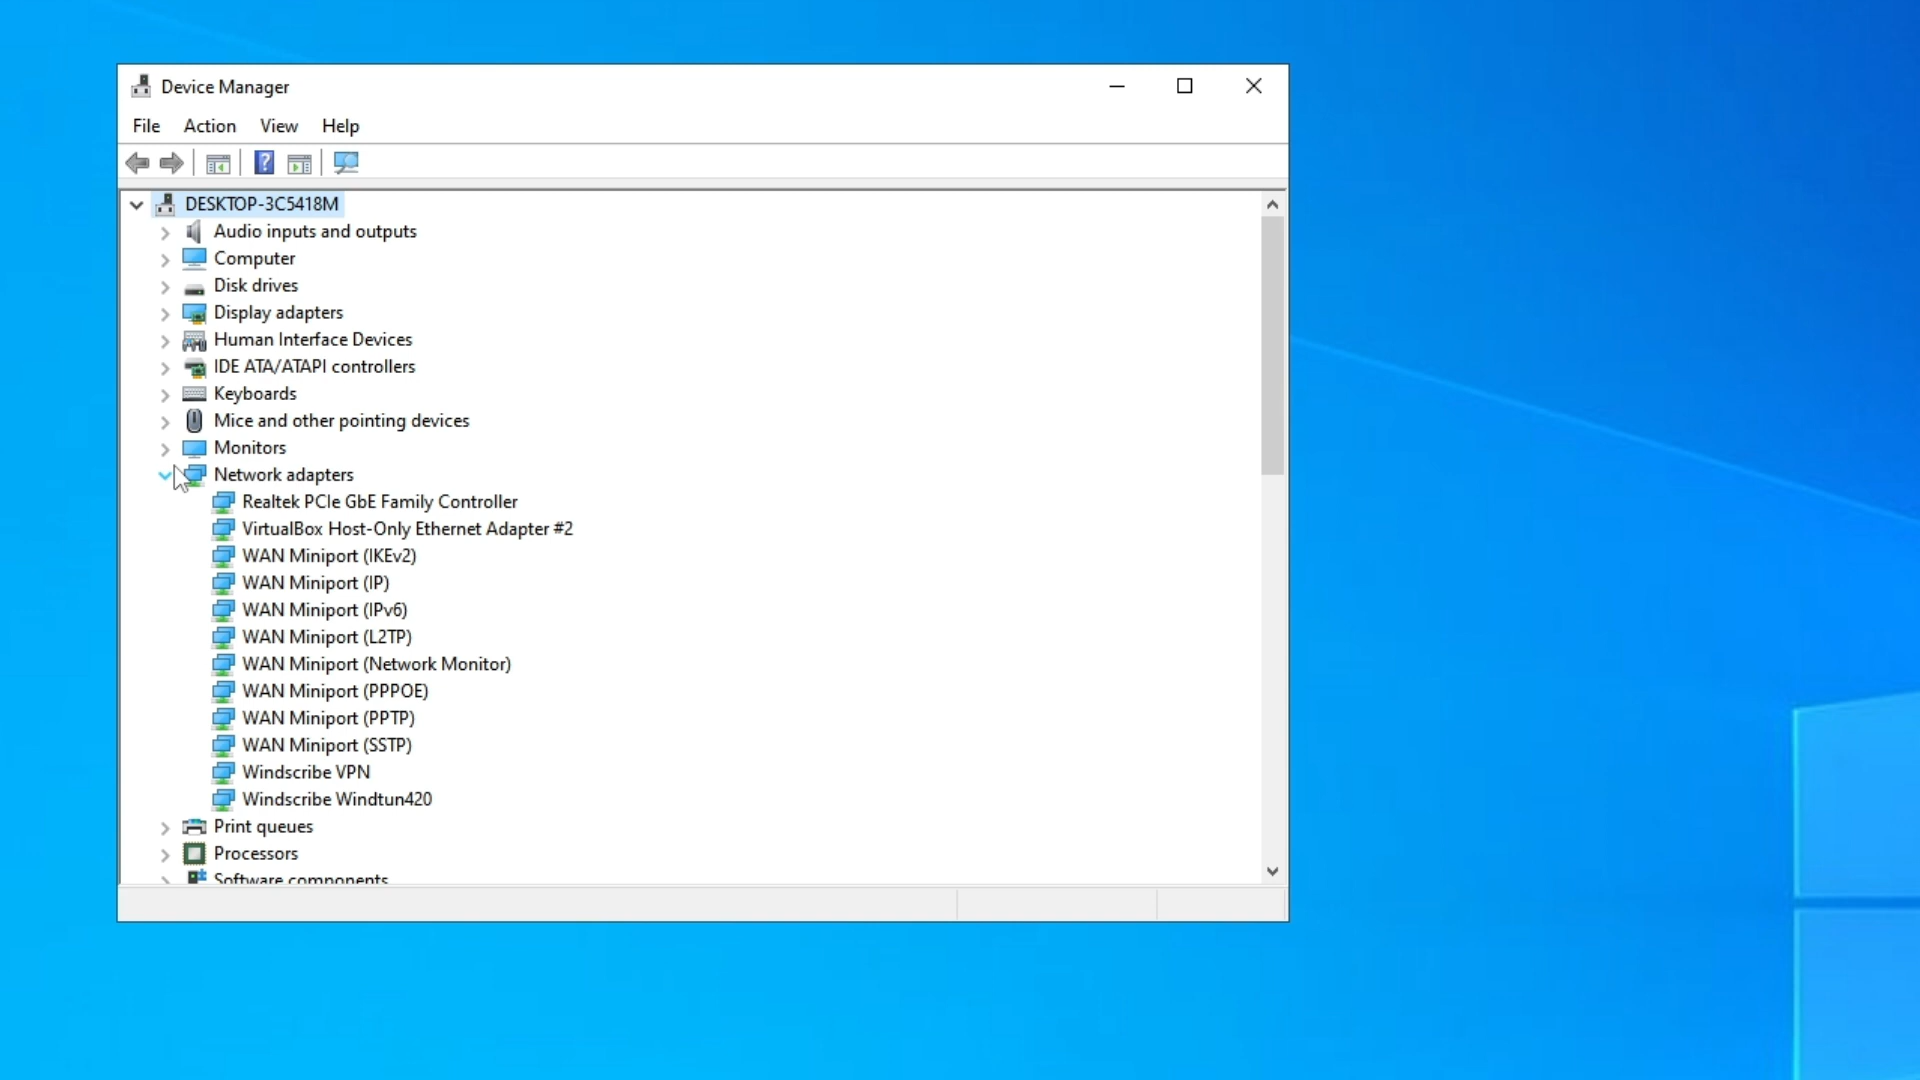 Device Manager
File Action View Help
DESKTOP-3C5418M
Audio inputs and outputs
Computer
Disk drives
Display adapters
Human Interface Devices
IDE ATA/ATAPI controllers
Keyboards
Mice and other pointing devices
Monitors
Network adapters
Realtek PCIe GbE Family Controller
VirtualBox Host-Only Ethernet Adapter #2
WAN Miniport (IKEv2)
WAN Miniport (IP)
WAN Miniport (IPv6)
WAN Miniport (L2TP)
WAN Miniport (Network Monitor)
WAN Miniport (PPPOE)
WAN Miniport (PPTP)
WAN Miniport (SSTP)
Windscribe VPN
Windscribe Windtun420
Print queues
Processors
Software components